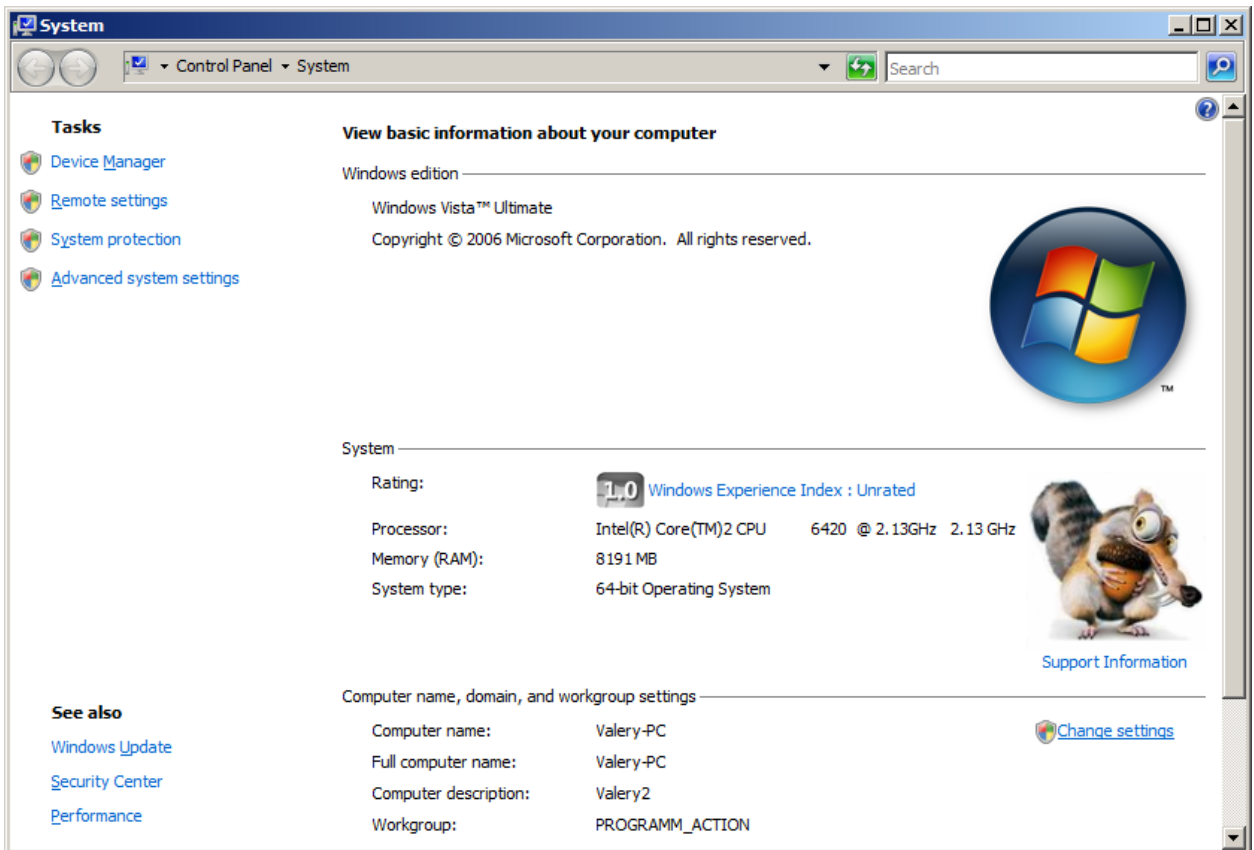 System
Control Panel System
Search
Tasks
Device Manager
Remote settings
System protection
Advanced system settings
View basic information about your computer
Windows edition
Windows Vista™ Ultimate
Copyright © 2006 Microsoft Corporation. All rights reserved.
TM
System
Rating: 1,0 Windows Experience Index : Unrated
Processor: Intel(R) Core(TM)2 CPU 6420 @ 2.13GHz 2.13 GHz
Memory (RAM): 8191 MB
System type: 64-bit Operating System
Support Information
Computer name, domain, and workgroup settings
Computer name: Valery-PC Change settings
Full computer name: Valery-PC
Computer description: Valery2
Workgroup: PROGRAMM_ACTION
See also
Windows Update
Security Center
Performance